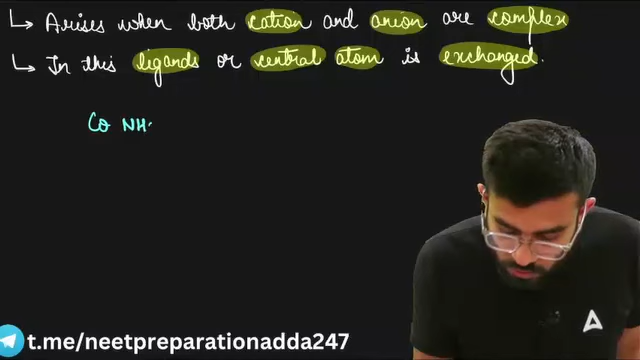 ↳ Arises when both cation and anion are complex
↳ In this ligands or central atom is exchanged.
Co NH
t.me/neetpreparationadda247